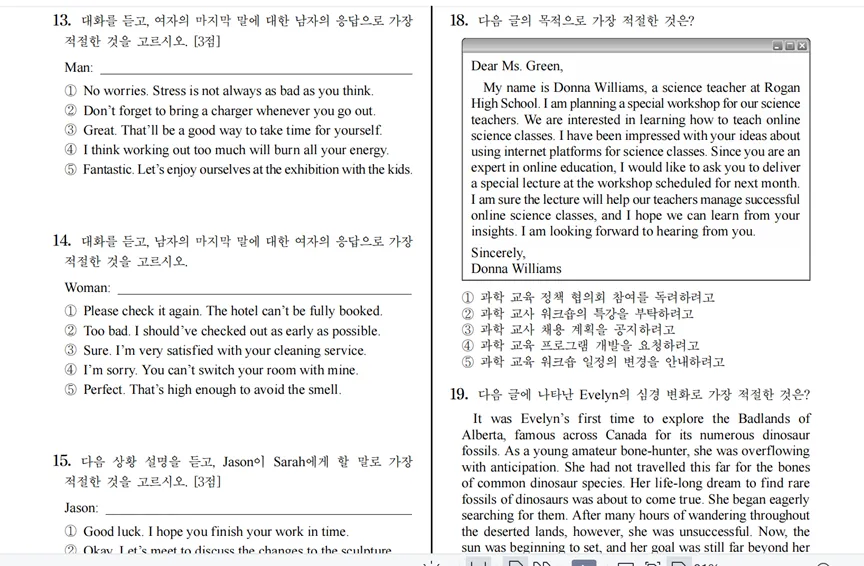 13. 대화를 듣고, 여자의 마지막 말에 대한 남자의 응답으로 가장
적절한 것을 고르시오. [3점]
Man:
① No worries. Stress is not always as bad as you think.
② Don't forget to bring a charger whenever you go out.
③ Great. That'll be a good way to take time for yourself.
④ I think working out too much will burn all your energy.
⑤ Fantastic. Let's enjoy ourselves at the exhibition with the kids.
14. 대화를 듣고, 남자의 마지막 말에 대한 여자의 응답으로 가장
적절한 것을 고르시오.
Woman:
① Please check it again. The hotel can't be fully booked.
② Too bad. I should've checked out as early as possible.
③ Sure. I'm very satisfied with your cleaning service.
④ I'm sorry. You can't switch your room with mine.
⑤ Perfect. That's high enough to avoid the smell.
15. 다음 상황 설명을 듣고, Jason이 Sarah에게 할 말로 가장
적절한 것을 고르시오. [3점]
Jason:
① Good luck. I hope you finish your work in time.
② Okay. Let's meet to discuss the changes to the sculpture.
18. 다음 글의 목적으로 가장 적절한 것은?
Dear Ms. Green,
My name is Donna Williams, a science teacher at Rogan
High School. I am planning a special workshop for our science
teachers. We are interested in learning how to teach online
science classes. I have been impressed with your ideas about
using internet platforms for science classes. Since you are an
expert in online education, I would like to ask you to deliver
a special lecture at the workshop scheduled for next month.
I am sure the lecture will help our teachers manage successful
online science classes, and I hope we can learn from your
insights. I am looking forward to hearing from you.
Sincerely,
Donna Williams
① 과학 교육 정책 협의회 참여를 독려하려고
② 과학 교사 워크숍의 특강을 부탁하려고
③ 과학 교사 채용 계획을 공지하려고
④ 과학 교육 프로그램 개발을 요청하려고
⑤ 과학 교육 워크숍 일정의 변경을 안내하려고
19. 다음 글에 나타난 Evelyn의 심경 변화로 가장 적절한 것은?
It was Evelyn's first time to explore the Badlands of
Alberta, famous across Canada for its numerous dinosaur
fossils. As a young amateur bone-hunter, she was overflowing
with anticipation. She had not travelled this far for the bones
of common dinosaur species. Her life-long dream to find rare
fossils of dinosaurs was about to come true. She began eagerly
searching for them. After many hours of wandering throughout
the deserted lands, however, she was unsuccessful. Now, the
sun was beginning to set, and her goal was still far beyond her